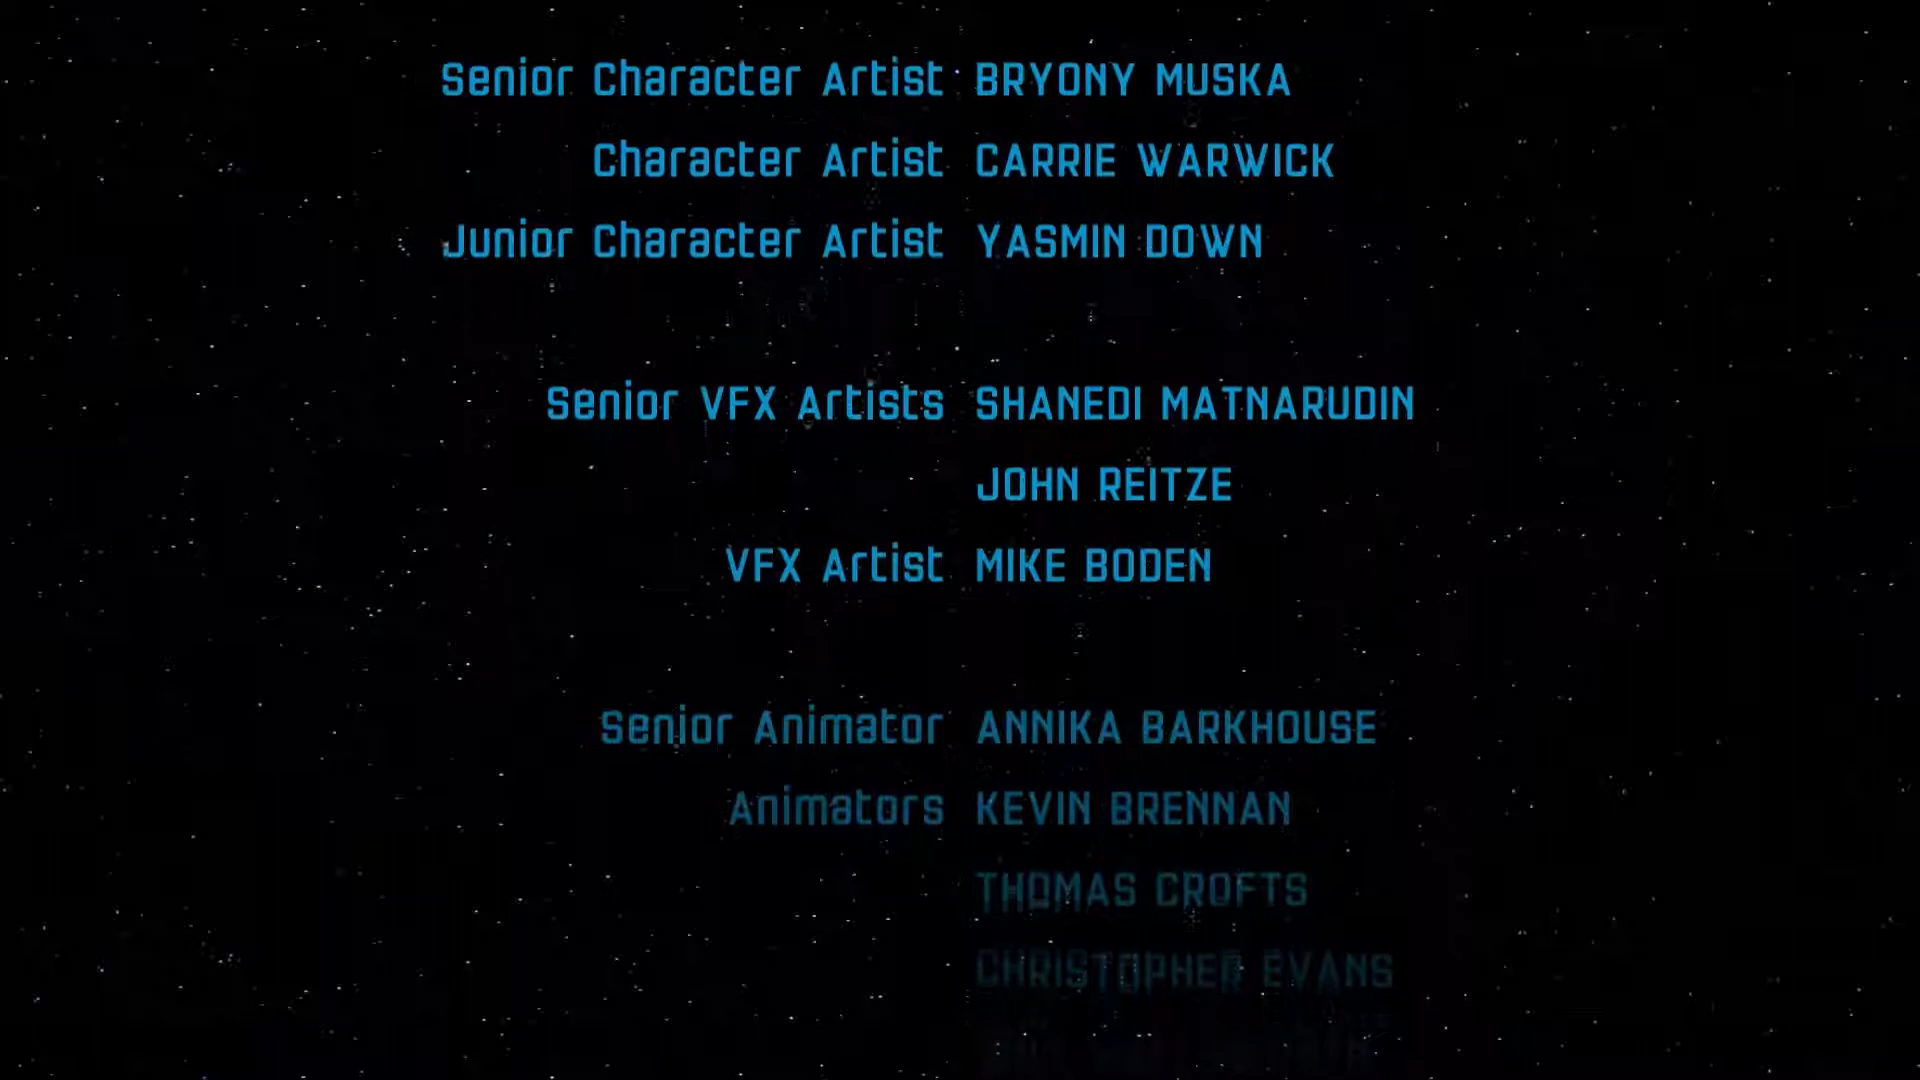 Senior Character Artist BRYONY MUSKA
Character Artist CARRIE WARWICK
Junior Character Artist YASMIN DOWN
Senior VFX Artists SHANEDI MATNARUDIN
JOHN REITZE
VFX Artist MIKE BODEN
Senior Animator ANNIKA BARKHOUSE
Animators KEVIN BRENNAN
THOMAS CROFTS
CHRISTOPHER EVANS